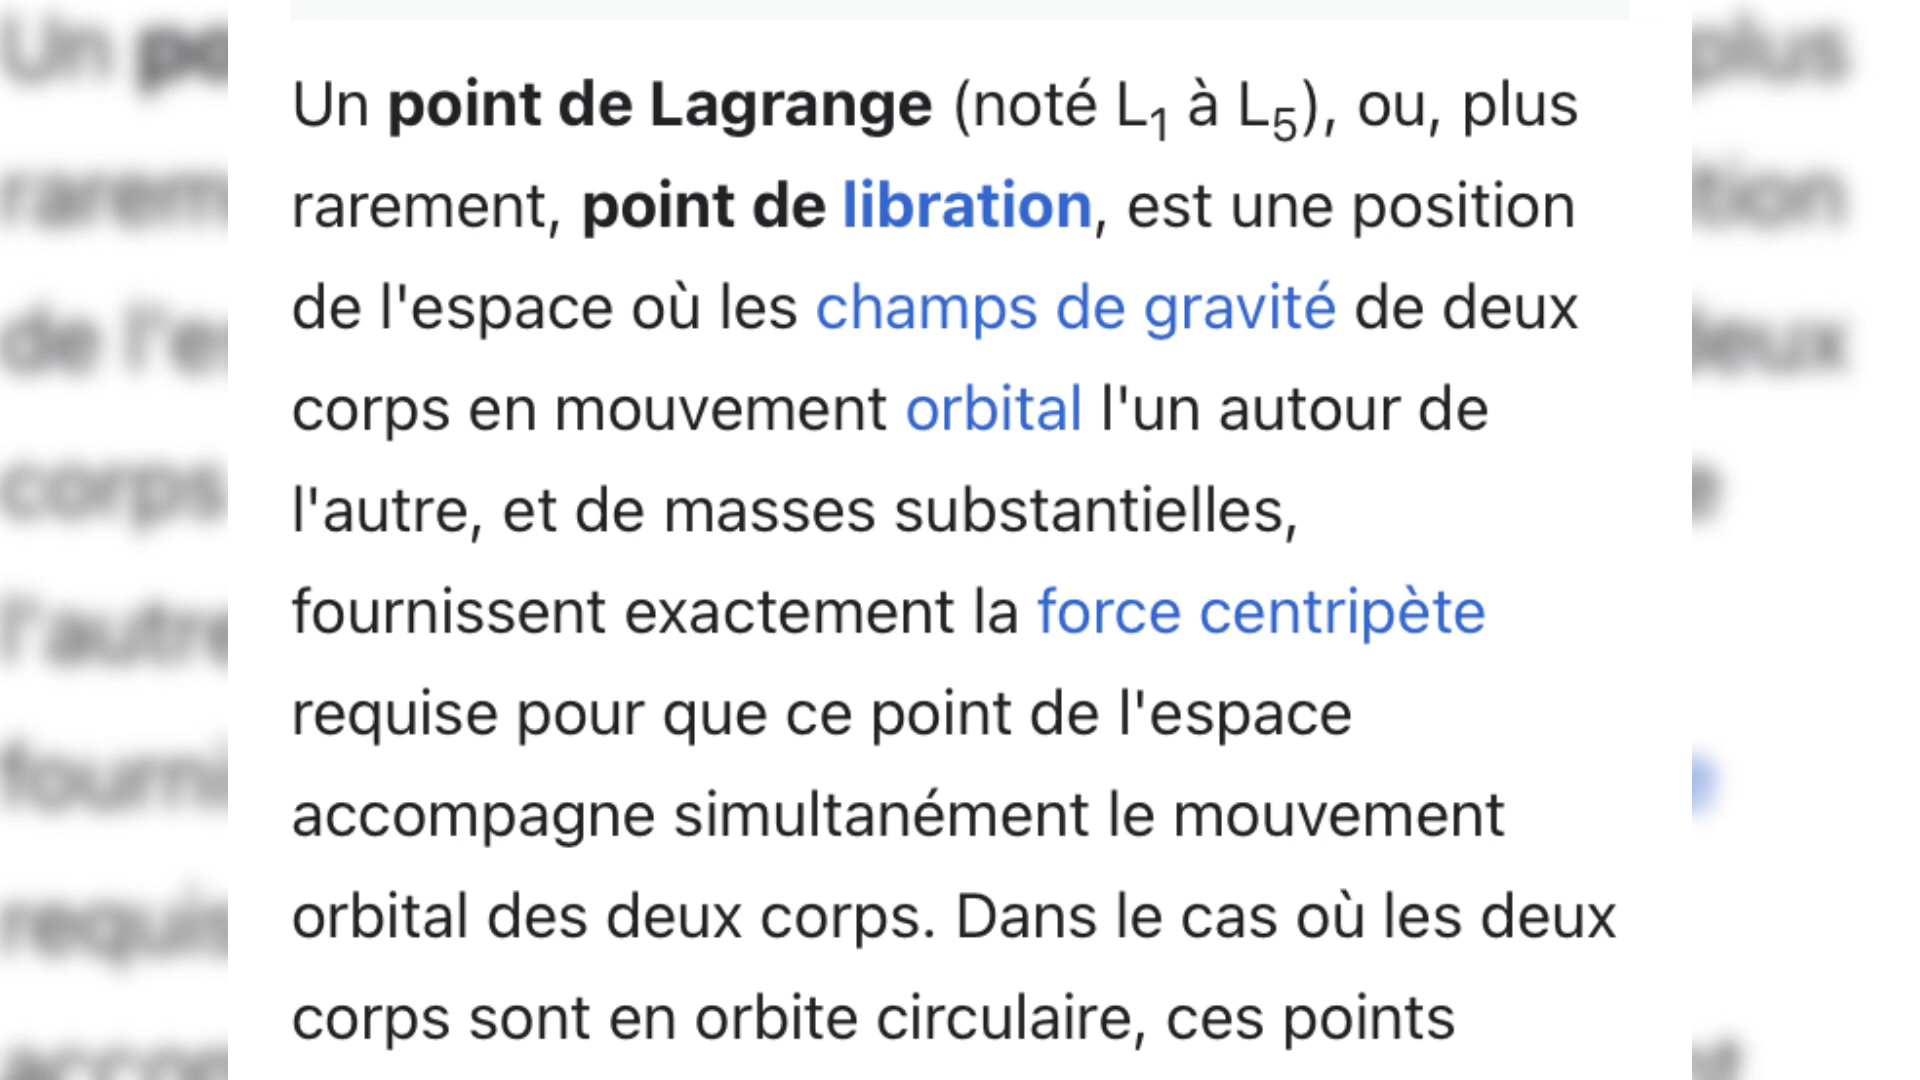 Un point de Lagrange (noté L₁ à L₅), ou, plus
rarement, point de libration, est une position
de l'espace où les champs de gravité de deux
corps en mouvement orbital l'un autour de
l'autre, et de masses substantielles,
fournissent exactement la force centripète
requise pour que ce point de l'espace
accompagne simultanément le mouvement
orbital des deux corps. Dans le cas où les deux
corps sont en orbite circulaire, ces points